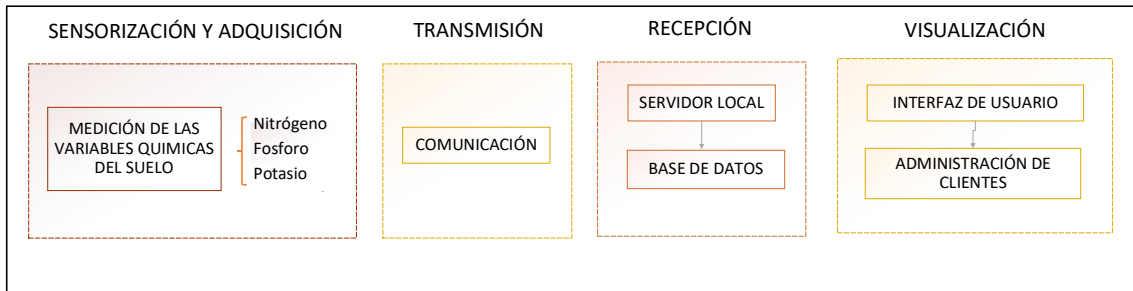 SENSORIZACIÓN Y ADQUISICIÓN
MEDICIÓN DE LAS
VARIABLES QUIMICAS
DEL SUELO
Nitrógeno
Fosforo
Potasio
TRANSMISIÓN
COMUNICACIÓN
RECEPCIÓN
SERVIDOR LOCAL
BASE DE DATOS
VISUALIZACIÓN
INTERFAZ DE USUARIO
ADMINISTRACIÓN DE
CLIENTES